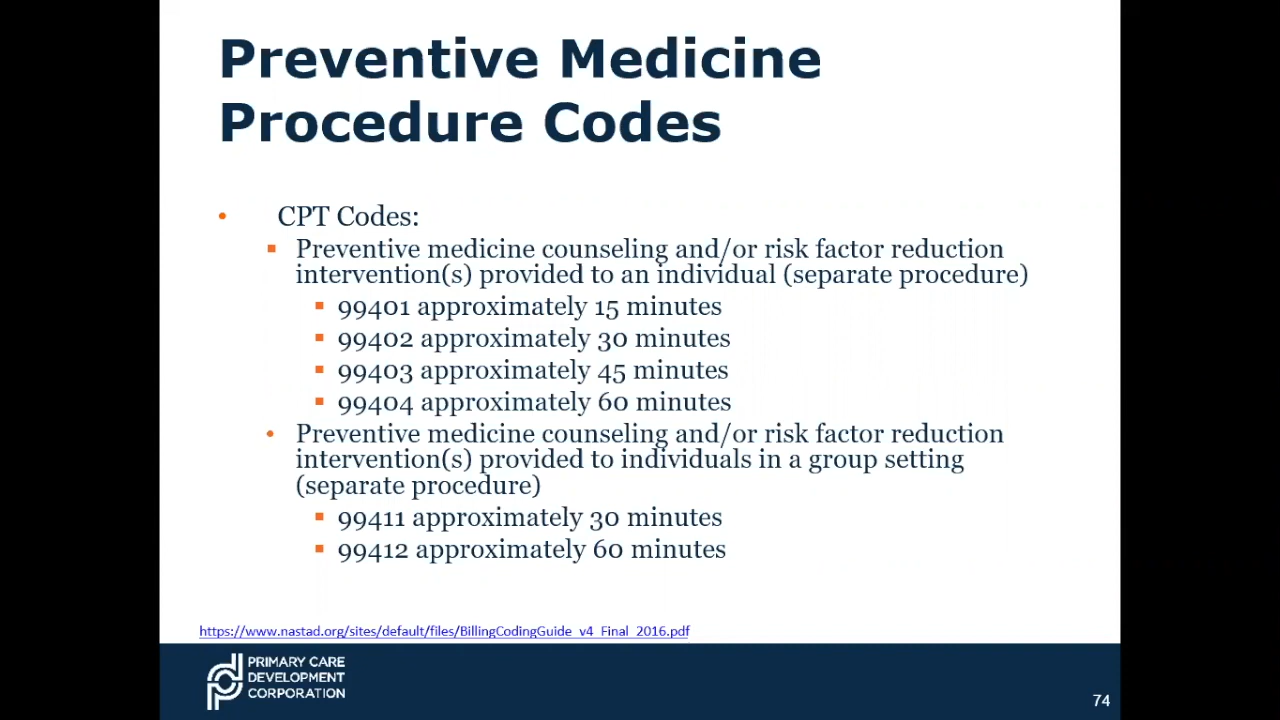 Preventive Medicine
Procedure Codes
• CPT Codes:
▪ Preventive medicine counseling and/or risk factor reduction
intervention(s) provided to an individual (separate procedure)
▪ 99401 approximately 15 minutes
▪ 99402 approximately 30 minutes
▪ 99403 approximately 45 minutes
▪ 99404 approximately 60 minutes
• Preventive medicine counseling and/or risk factor reduction
intervention(s) provided to individuals in a group setting
(separate procedure)
▪ 99411 approximately 30 minutes
▪ 99412 approximately 60 minutes
https://www.nastad.org/sites/default/files/BillingCodingGuide_v4_Final_2016.pdf
PRIMARY CARE
DEVELOPMENT
CORPORATION
74